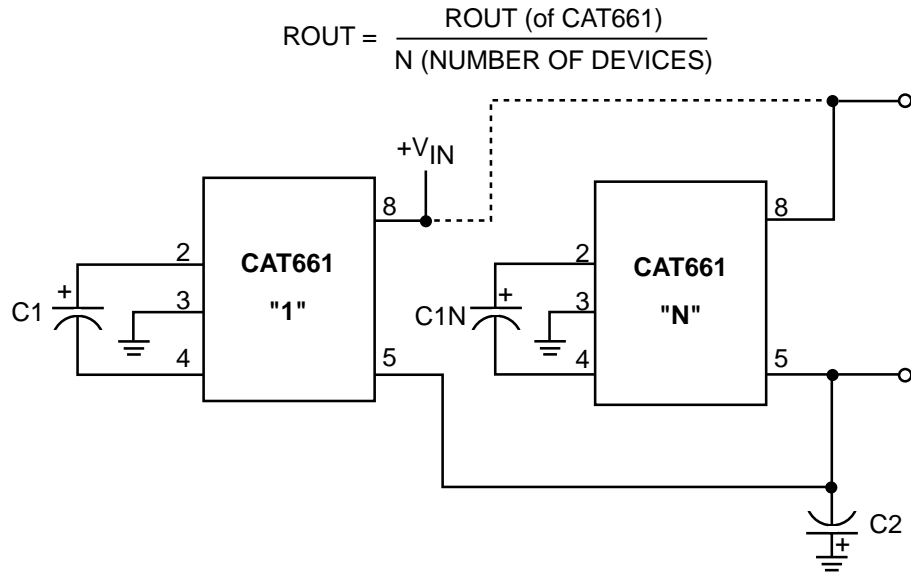 ROUT = ROUT (of CAT661)
N (NUMBER OF DEVICES)
+VIN
8
8
2
CAT661
2
CAT661
+
3
"1"
+
3
"N"
C1
C1N
4
5
4
5
C2
+